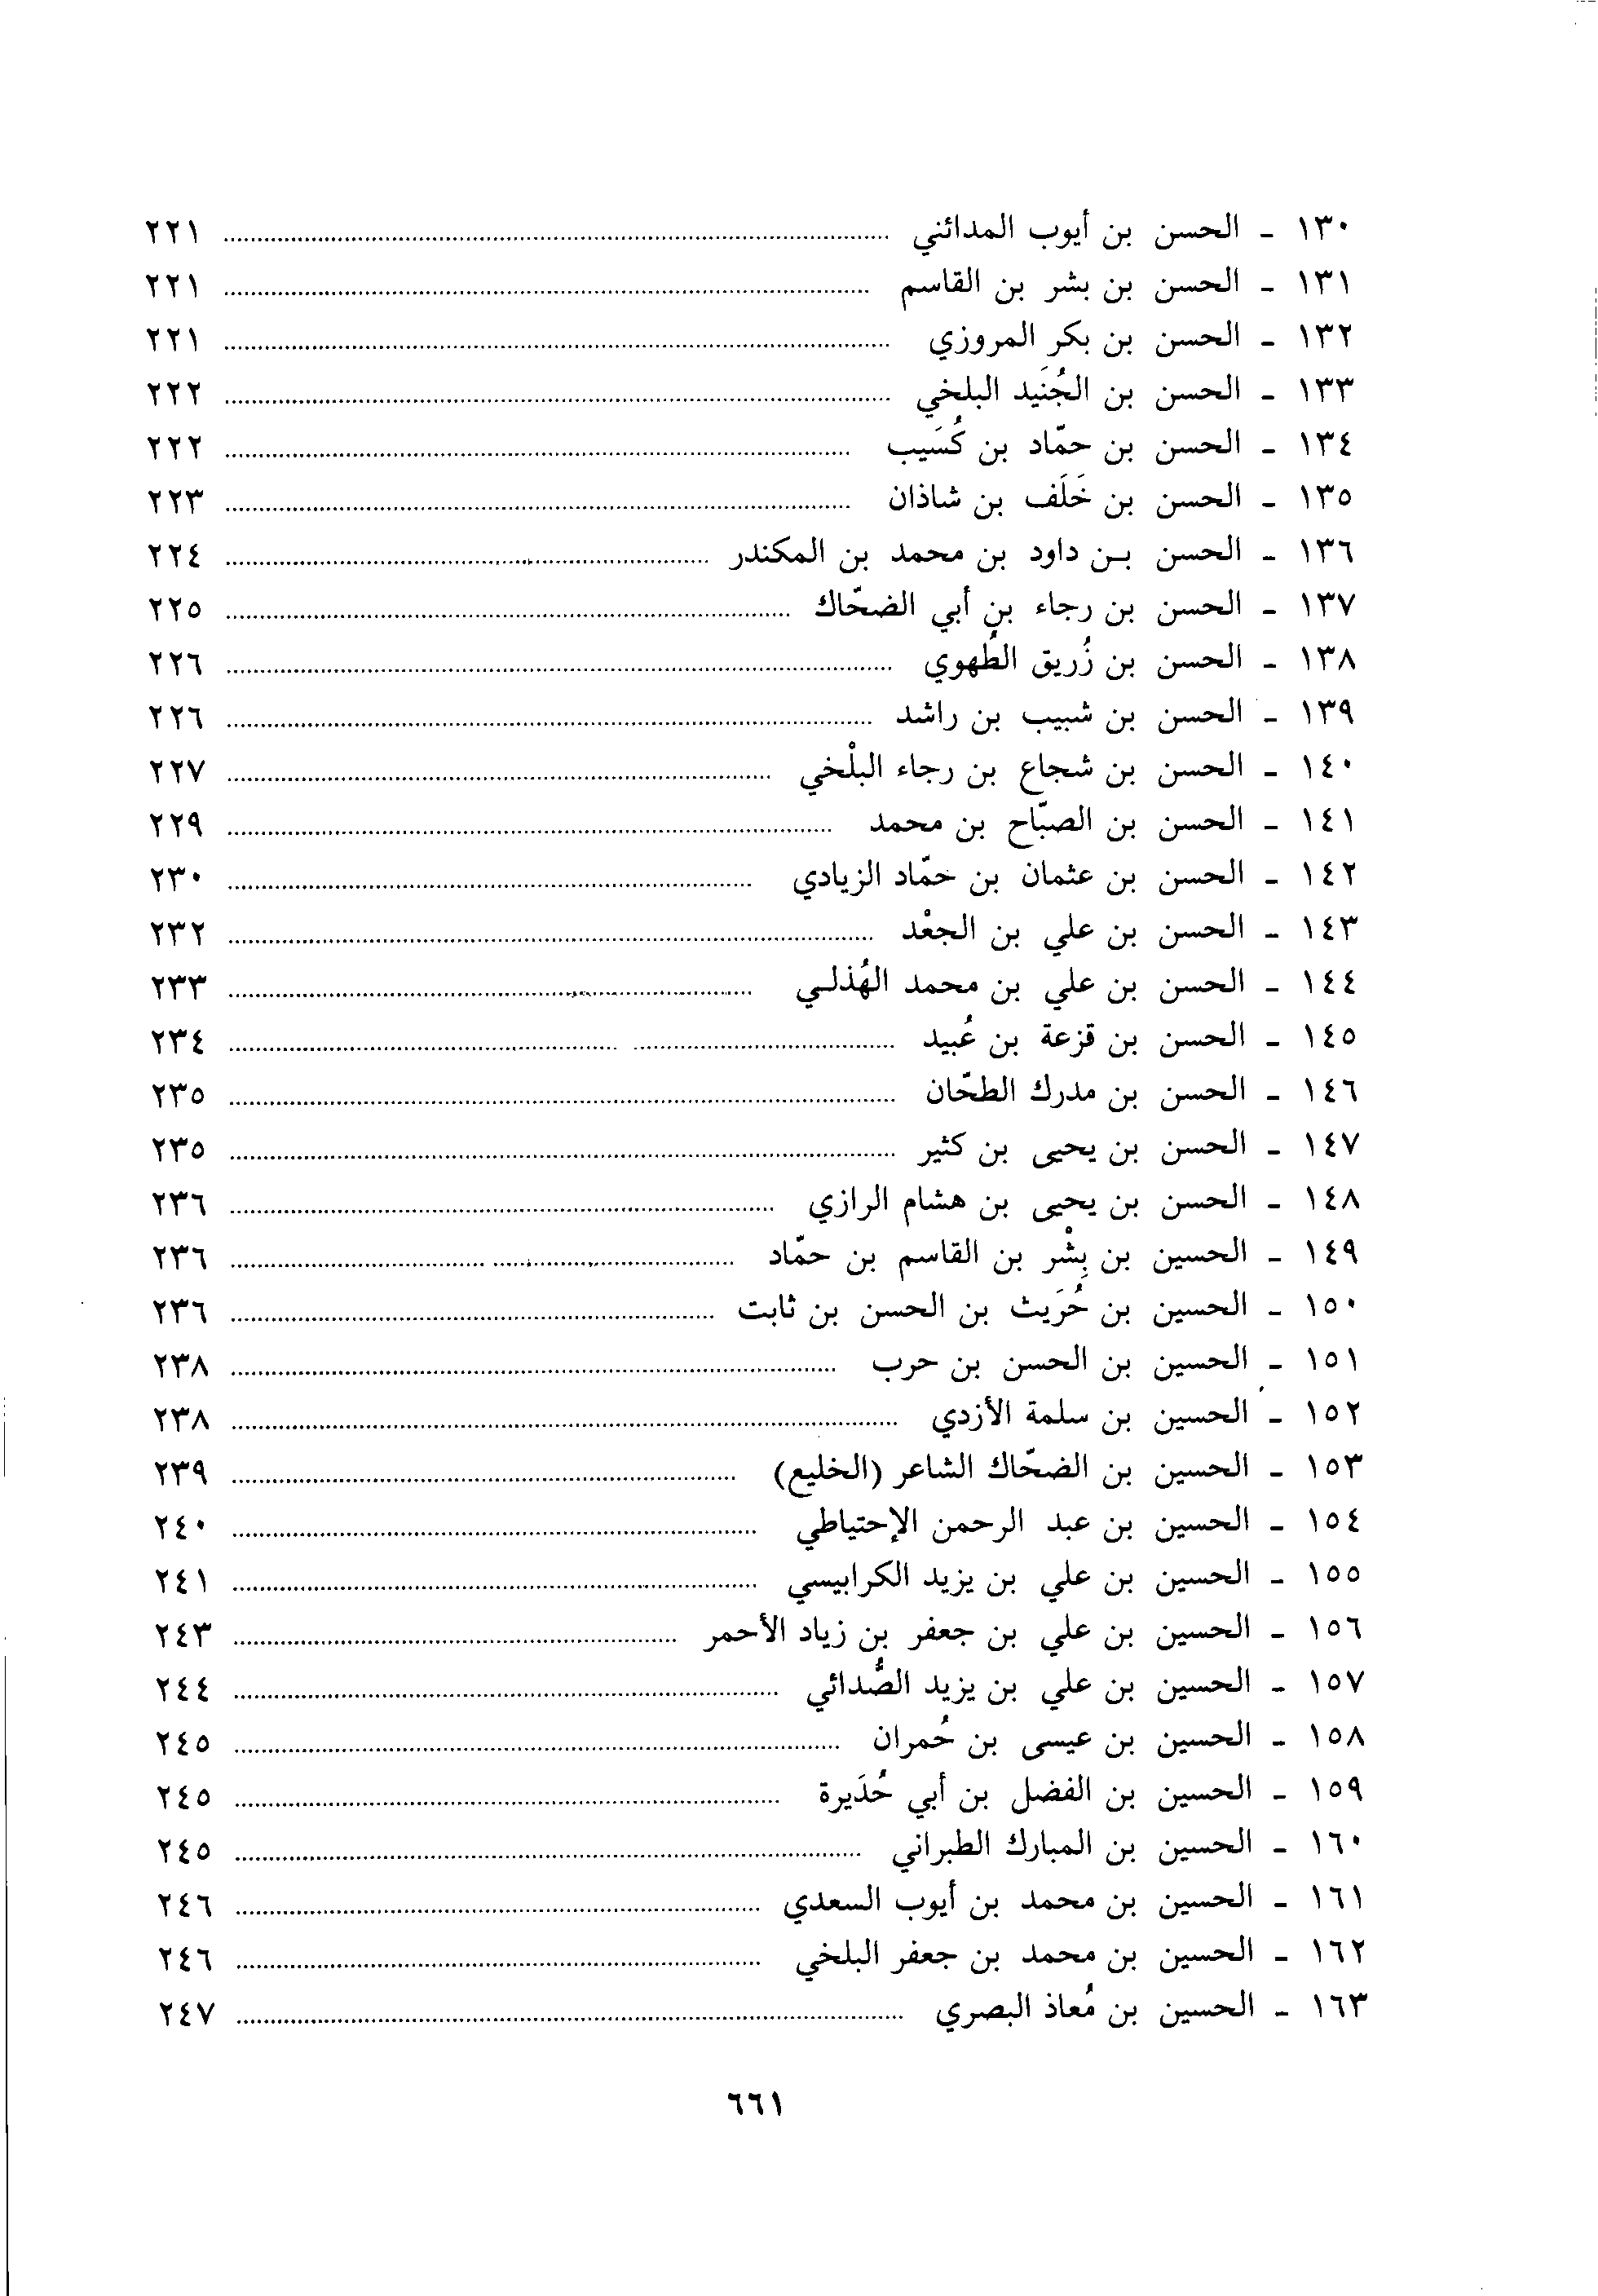 ١٣٠ - الحسن بن أيوب المدائني ........ ٢٢١
١٣١ - الحسن بن بشر بن القاسم ........ ٢٢١
١٣٢ - الحسن بن بكر المروزي ........ ٢٢١
١٣٣ - الحسن بن الجُنَيد البلخي ........ ٢٢٢
١٣٤ - الحسن بن حمّاد بن كُسَيب ........ ٢٢٢
١٣٥ - الحسن بن خَلَف بن شاذان ........ ٢٢٣
١٣٦ - الحسن بـن داود بن محمد بن المكندر ........ ٢٢٤
١٣٧ - الحسن بن رجاء بن أبي الضحّاك ........ ٢٢٥
١٣٨ - الحسن بن زُريق الطُهوي ........ ٢٢٦
١٣٩ - الحسن بن شبيب بن راشد ........ ٢٢٦
١٤٠ - الحسن بن شجاع بن رجاء البلْخي ........ ٢٢٧
١٤١ - الحسن بن الصبّاح بن محمد ........ ٢٢٩
١٤٢ - الحسن بن عثمان بن حمّاد الزيادي ........ ٢٣٠
١٤٣ - الحسن بن علي بن الجعْد ........ ٢٣٢
١٤٤ - الحسن بن علي بن محمد الهُذلـي ........ ٢٣٣
١٤٥ - الحسن بن قزعة بن عُبيد ........ ٢٣٤
١٤٦ - الحسن بن مدرك الطحّان ........ ٢٣٥
١٤٧ - الحسن بن يحيى بن كثير ........ ٢٣٥
١٤٨ - الحسن بن يحيى بن هشام الرازي ........ ٢٣٦
١٤٩ - الحسين بن بِشْر بن القاسم بن حمّاد ........ ٢٣٦
١٥٠ - الحسين بن حُرَيث بن الحسن بن ثابت ........ ٢٣٦
١٥١ - الحسين بن الحسن بن حرب ........ ٢٣٨
١٥٢ - الحسين بن سلمة الأزدي ........ ٢٣٨
١٥٣ - الحسين بن الضحّاك الشاعر (الخليع) ........ ٢٣٩
١٥٤ - الحسين بن عبد الرحمن الإحتياطي ........ ٢٤٠
١٥٥ - الحسين بن علي بن يزيد الكرابيسي ........ ٢٤١
١٥٦ - الحسين بن علي بن جعفر بن زياد الأحمر ........ ٢٤٣
١٥٧ - الحسين بن علي بن يزيد الصُّدائي ........ ٢٤٤
١٥٨ - الحسين بن عيسى بن حُمران ........ ٢٤٥
١٥٩ - الحسين بن الفضل بن أبي حُدَيرة ........ ٢٤٥
١٦٠ - الحسين بن المبارك الطبراني ........ ٢٤٥
١٦١ - الحسين بن محمد بن أيوب السعدي ........ ٢٤٦
١٦٢ - الحسين بن محمد بن جعفر البلخي ........ ٢٤٦
١٦٣ - الحسين بن مُعاذ البصري ........ ٢٤٧
٦٦١